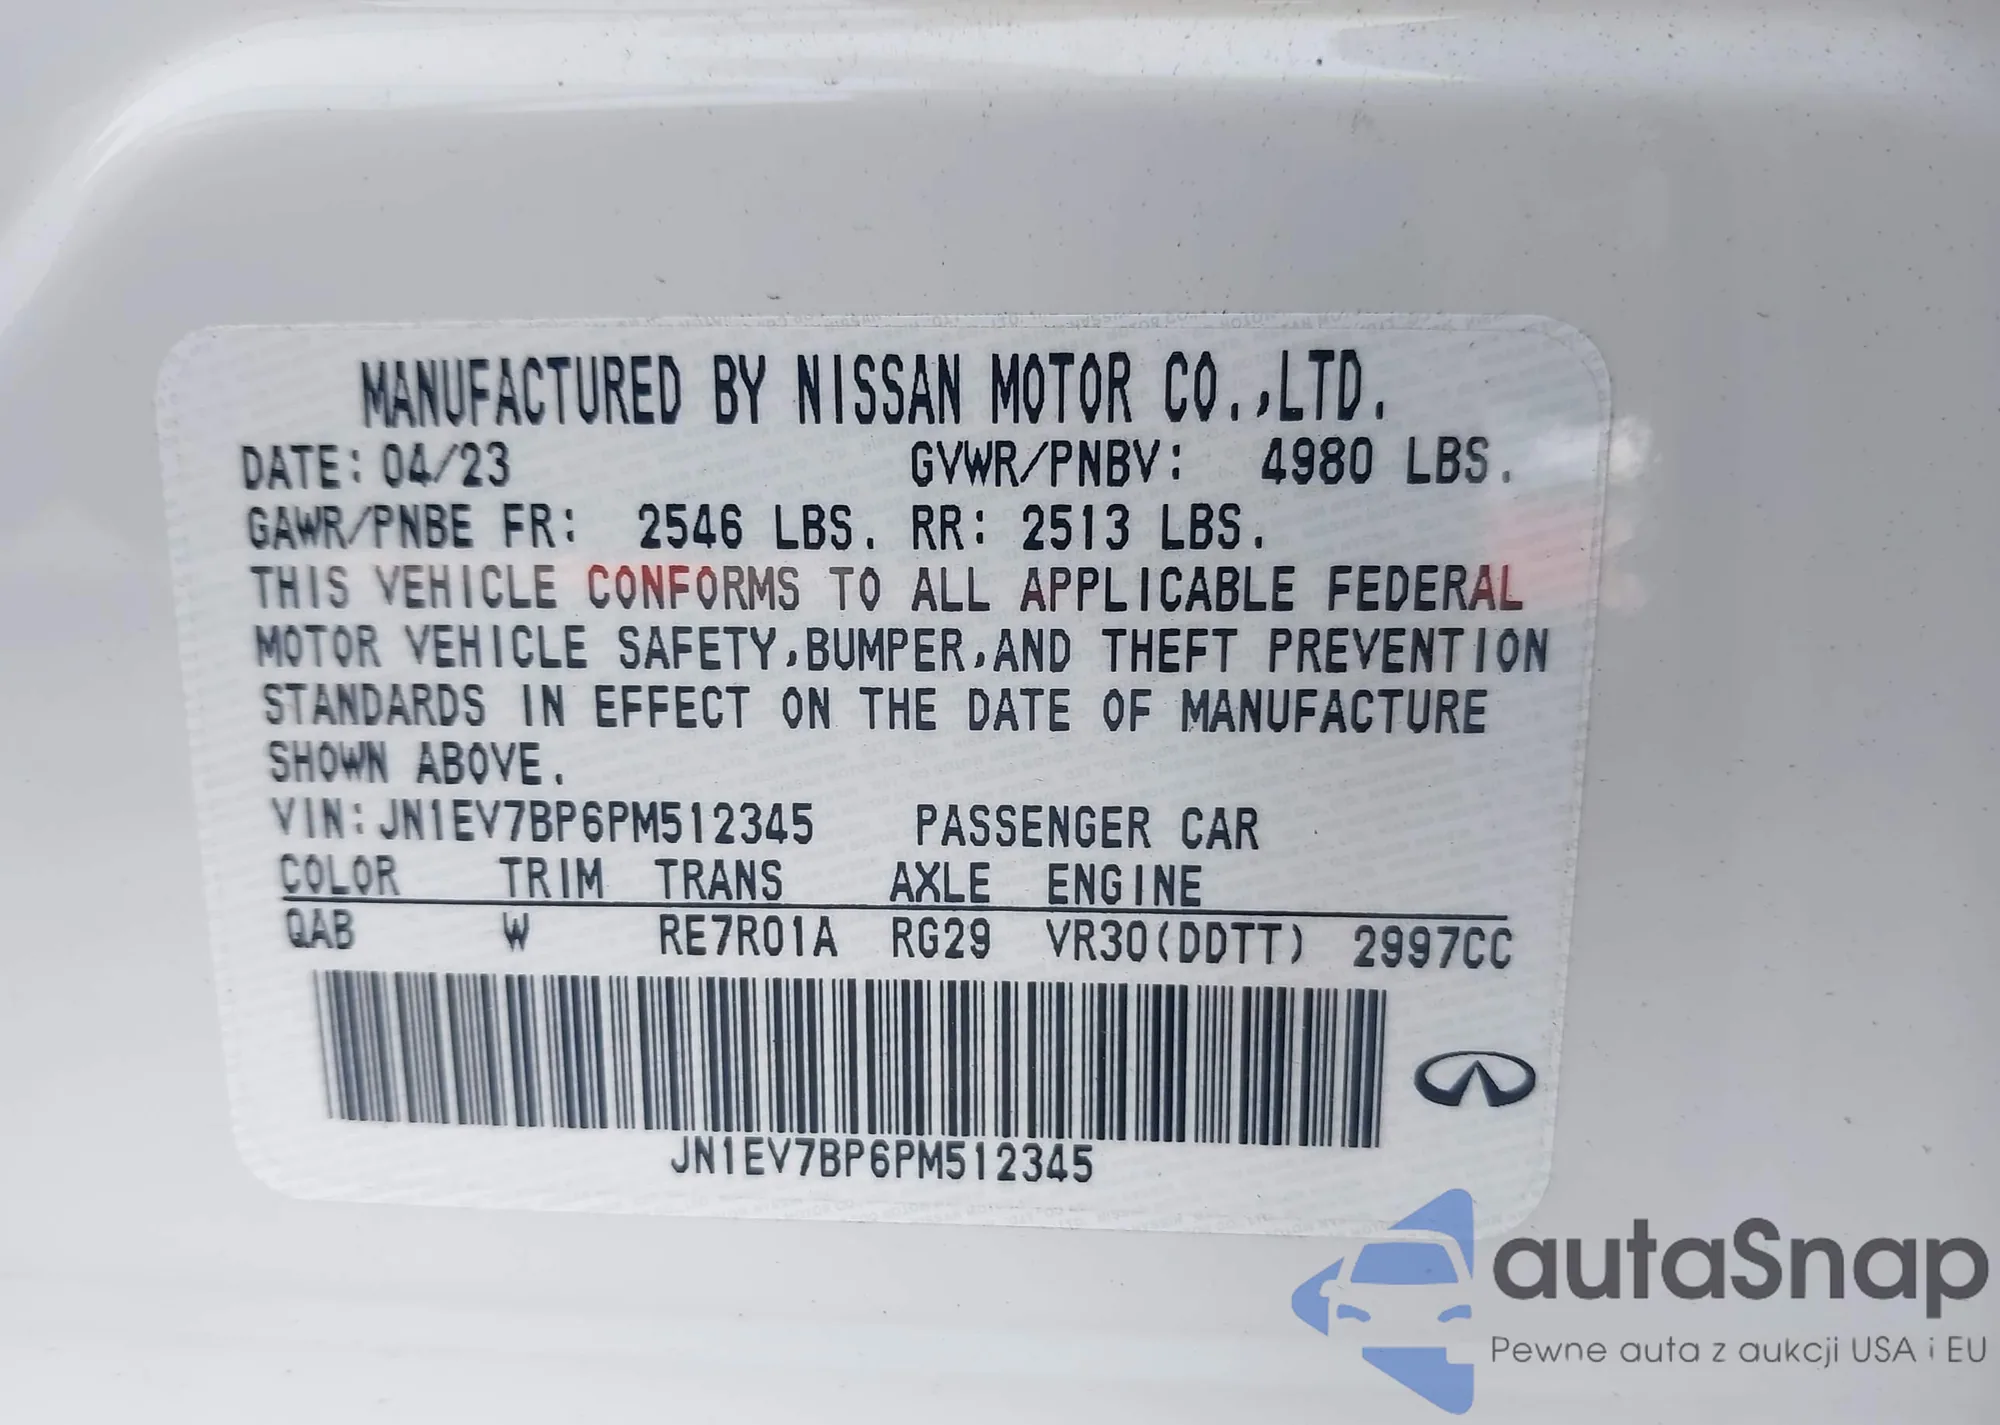 MANUFACTURED BY NISSAN MOTOR CO.,LTD.
DATE: 04/23 GVWR/PNBV: 4980 LBS.
GAWR/PNBE FR: 2546 LBS. RR: 2513 LBS.
THIS VEHICLE CONFORMS TO ALL APPLICABLE FEDERAL
MOTOR VEHICLE SAFETY,BUMPER,AND THEFT PREVENTION
STANDARDS IN EFFECT ON THE DATE OF MANUFACTURE
SHOWN ABOVE.
VIN:JN1EV7BP6PM512345 PASSENGER CAR
COLOR TRIM TRANS AXLE ENGINE
QAB W RE7R01A RG29 VR30(DDTT) 2997CC
JN1EV7BP6PM512345
autaSnap
Pewne auta z aukcji USA i EU